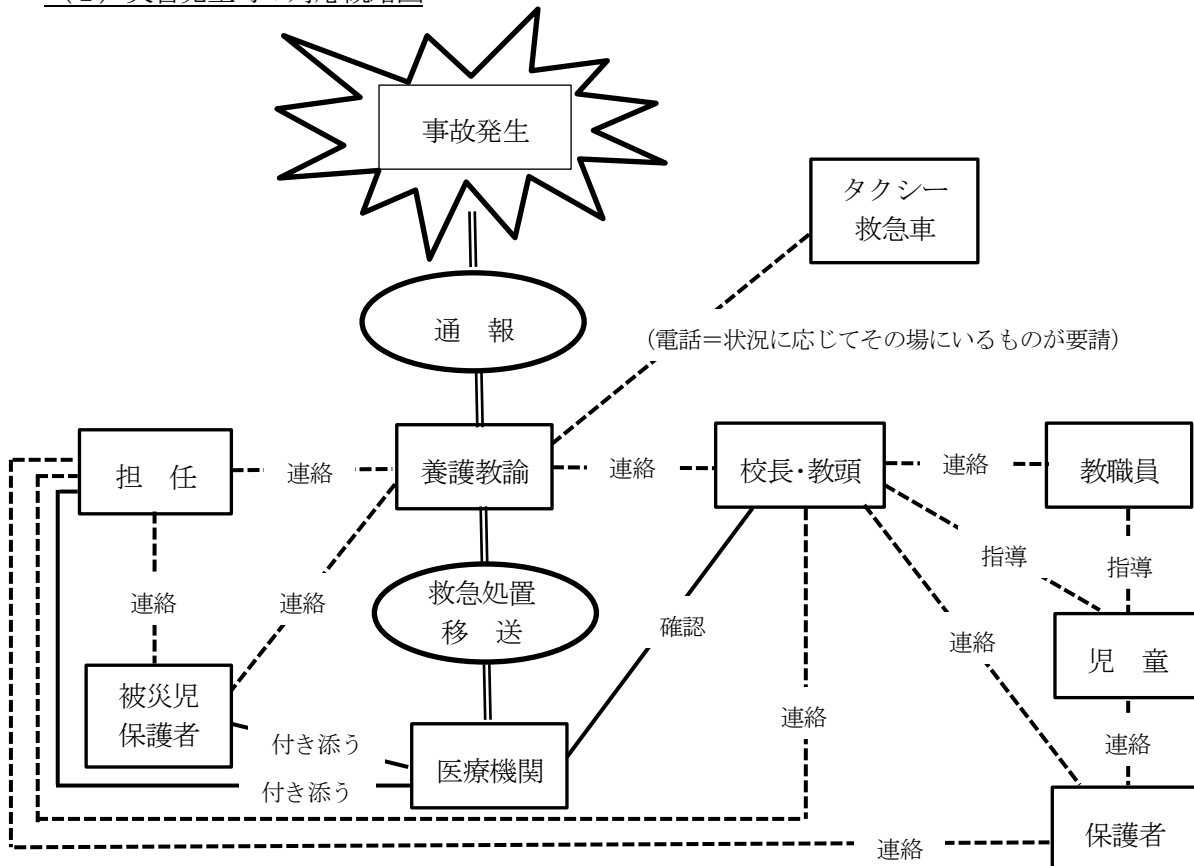 事故発生
タクシー
救急車
通 報
(電話=状況に応じてその場にいるものが要請)
担 任
連絡
養護教諭
連絡
校長・教頭
連絡
教職員
指導
指導
連絡
連絡
救急処置
移 送
確認
連絡
児 童
被災児
保護者
連絡
連絡
付き添う
医療機関
付き添う
保護者
連絡